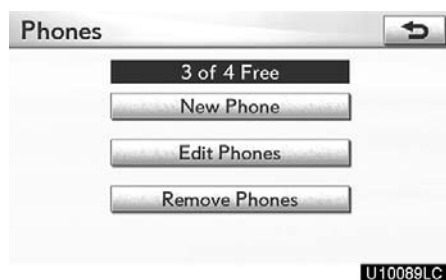 Phones
3 of 4 Free
New Phone
Edit Phones
Remove Phones
U10089LC